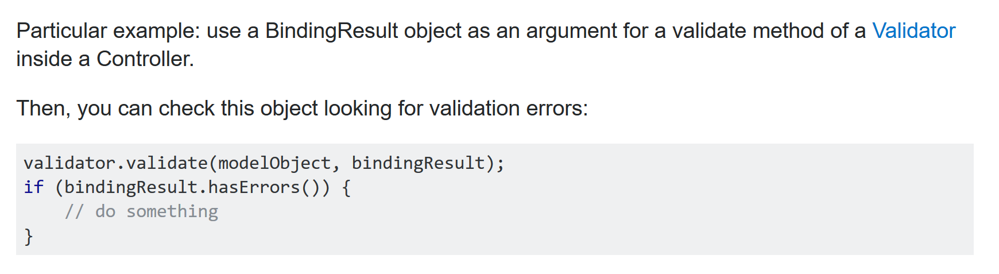 Particular example: use a BindingResult object as an argument for a validate method of a Validator
inside a Controller.
Then, you can check this object looking for validation errors:
validator.validate(modelObject, bindingResult);
if (bindingResult.hasErrors()) {
    // do something
}